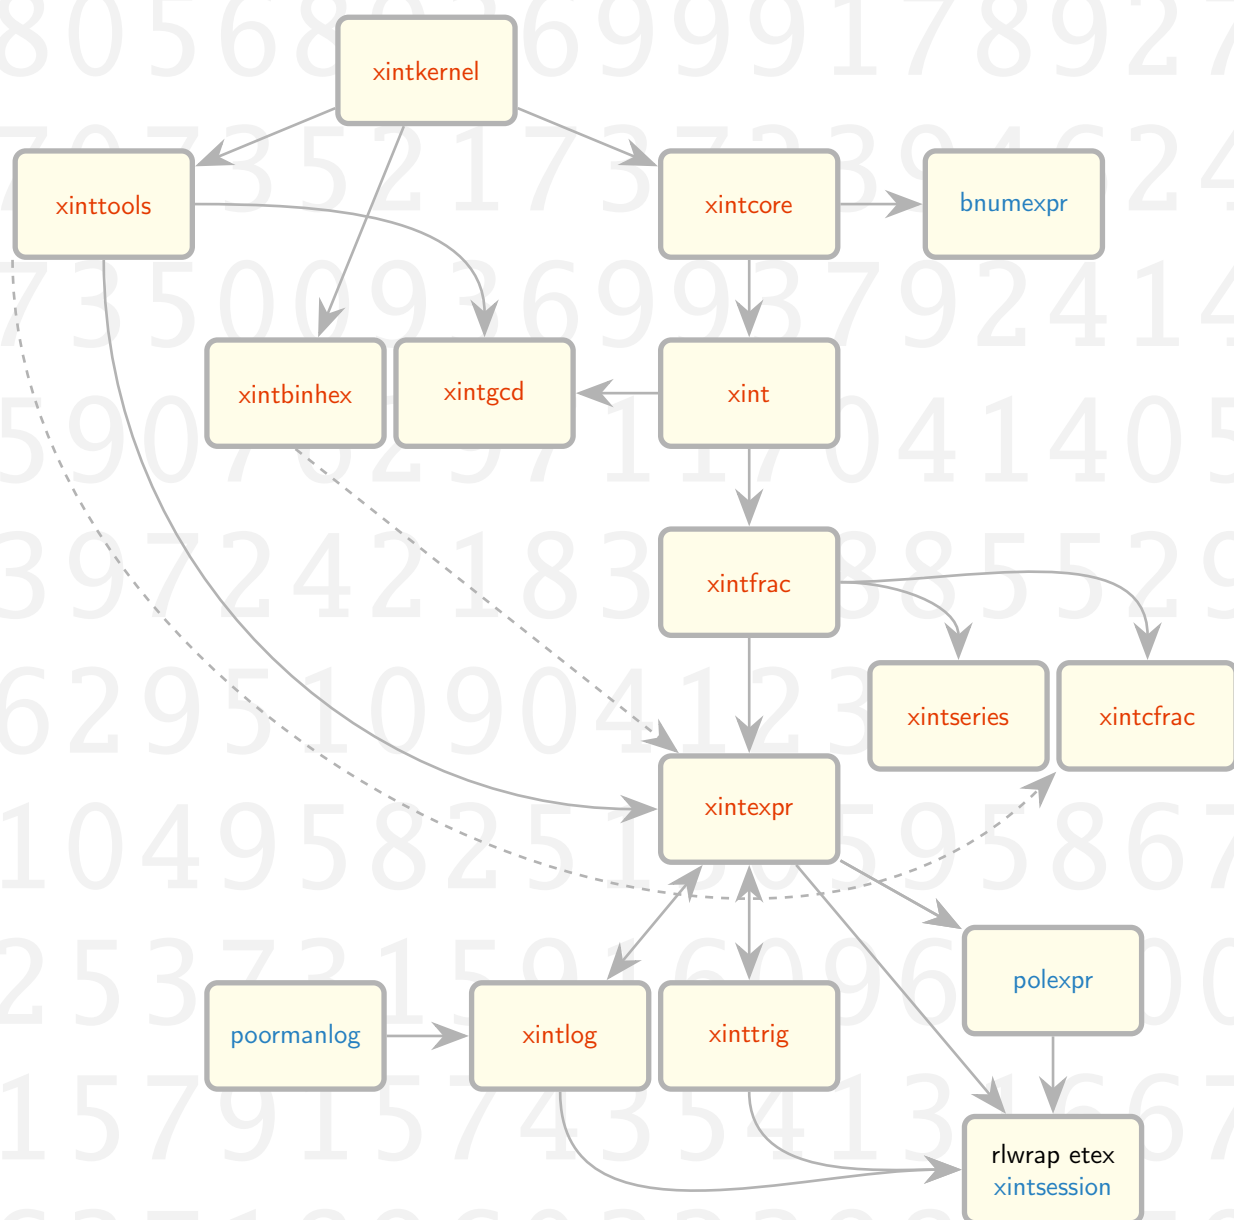 xintkernel
xinttools
xintcore
bnumexpr
xintbinhex
xintgcd
xint
xintfrac
xintseries
xintcfrac
xintexpr
polexpr
poormanlog
xintlog
xinttrig
rlwrap etex
xintsession